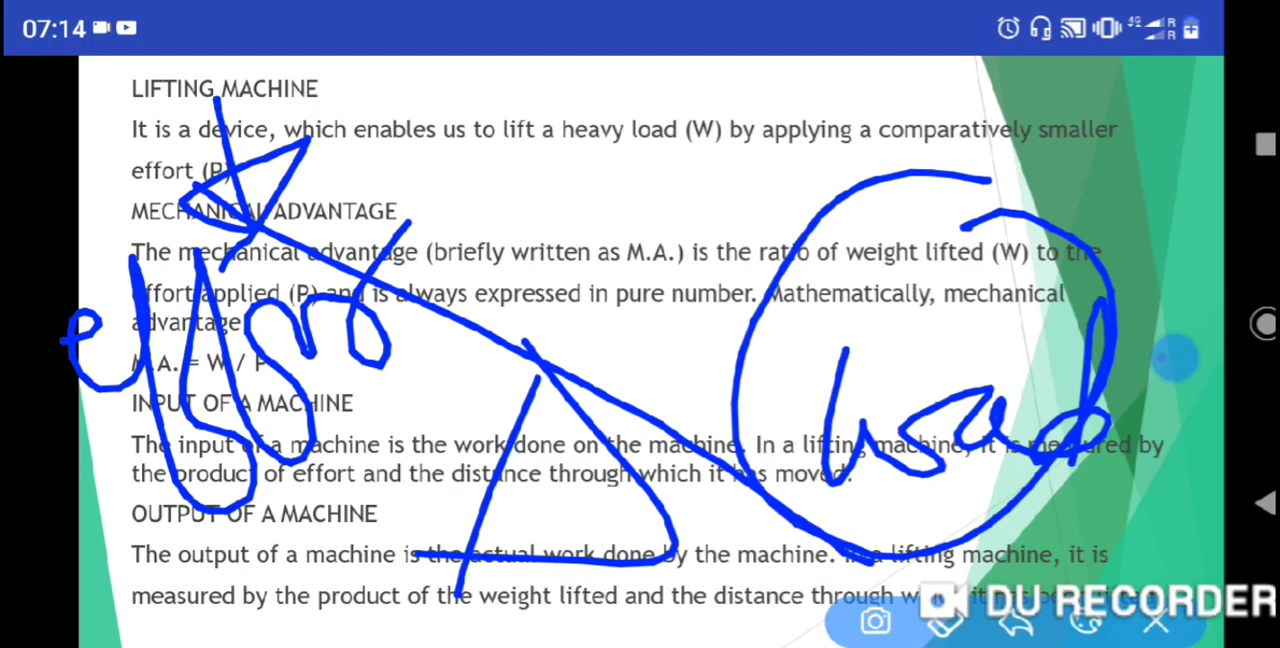 07:14
4G R
R
LIFTING MACHINE
It is a device, which enables us to lift a heavy load (W) by applying a comparatively smaller
effort (P)
MECHANICAL ADVANTAGE
The mechanical advantage (briefly written as M.A.) is the ratio of weight lifted (W) to the
effort applied (P) and is always expressed in pure number. Mathematically, mechanical
advantage
M.A. = W / P
INPUT OF A MACHINE
The input of a machine is the work done on the machine. In a lifting machine, it is measured by
the product of effort and the distance through which it has moved.
OUTPUT OF A MACHINE
The output of a machine is the actual work done by the machine. In a lifting machine, it is
measured by the product of the weight lifted and the distance through
effort
load
DU RECORDER